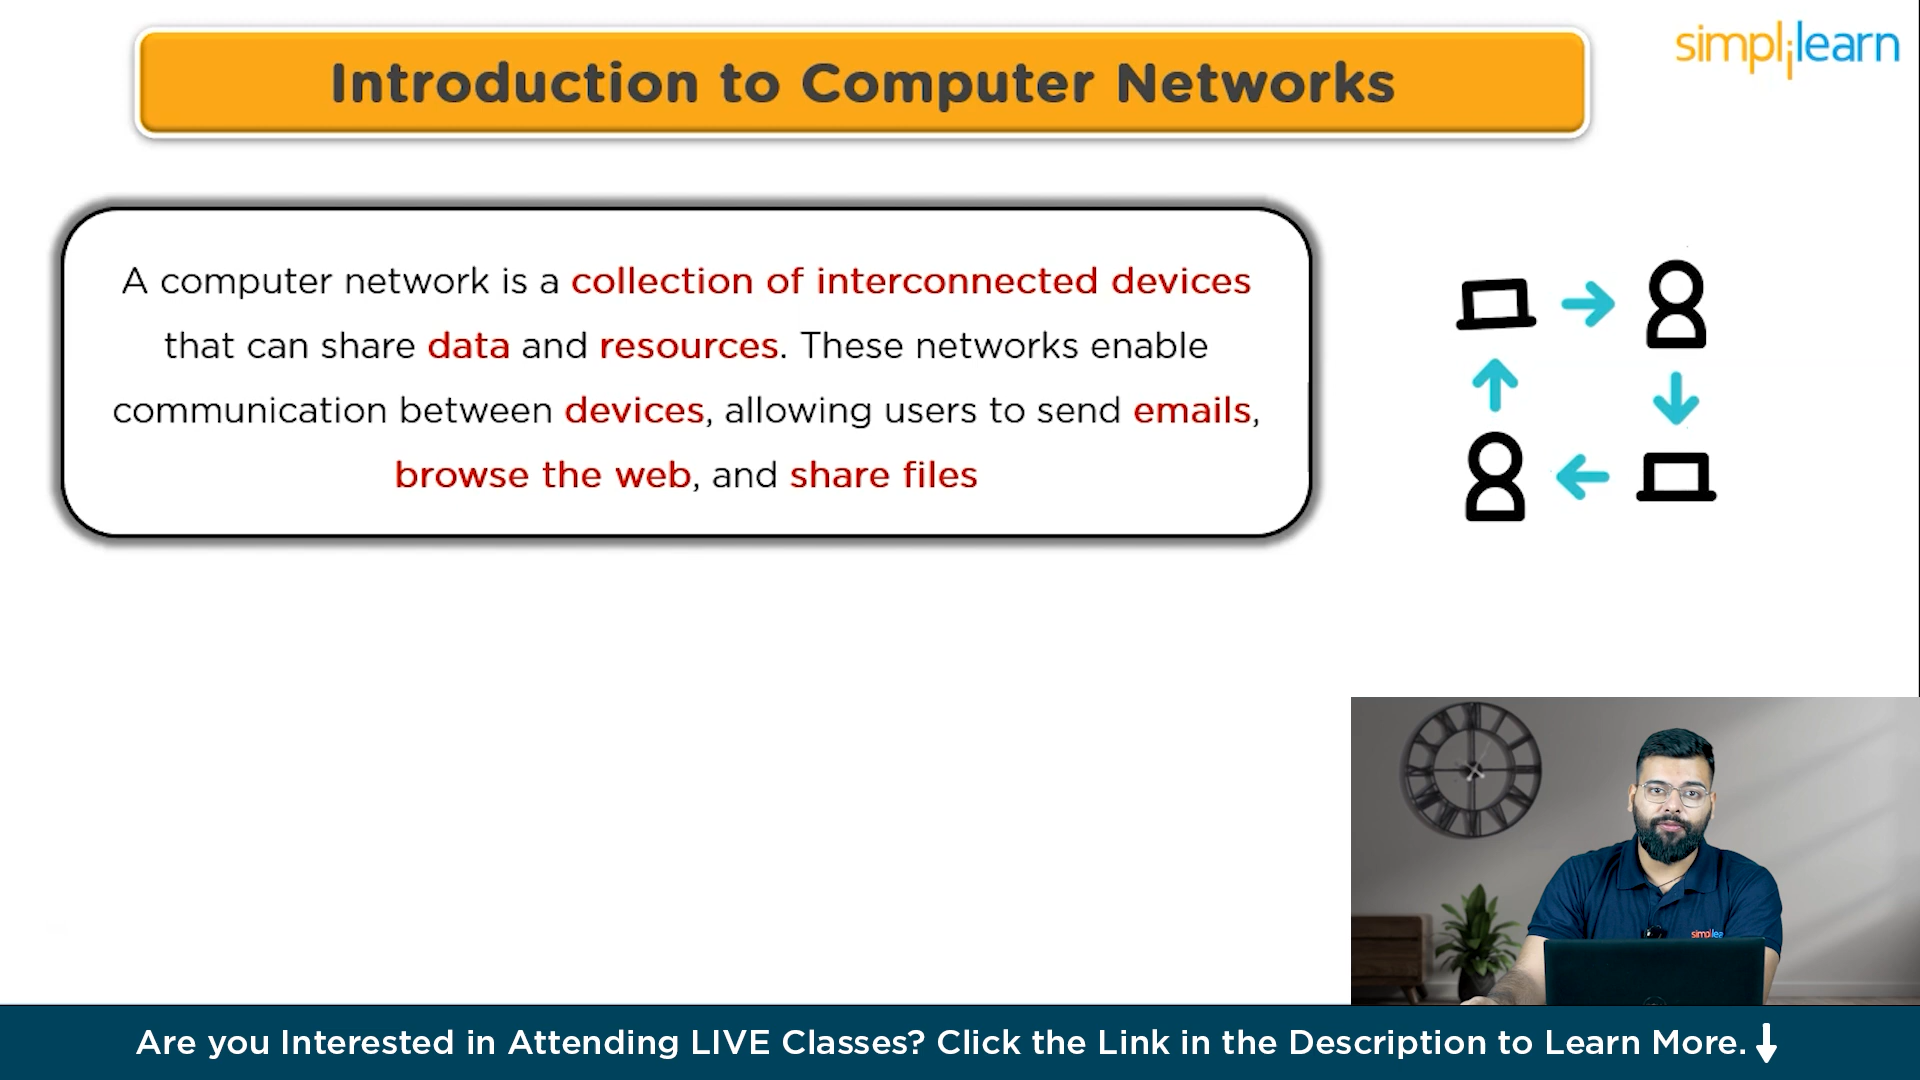 simplilearn
Introduction to Computer Networks
A computer network is a collection of interconnected devices
that can share data and resources. These networks enable
communication between devices, allowing users to send emails,
browse the web, and share files
simplilea
Are you Interested in Attending LIVE Classes? Click the Link in the Description to Learn More.